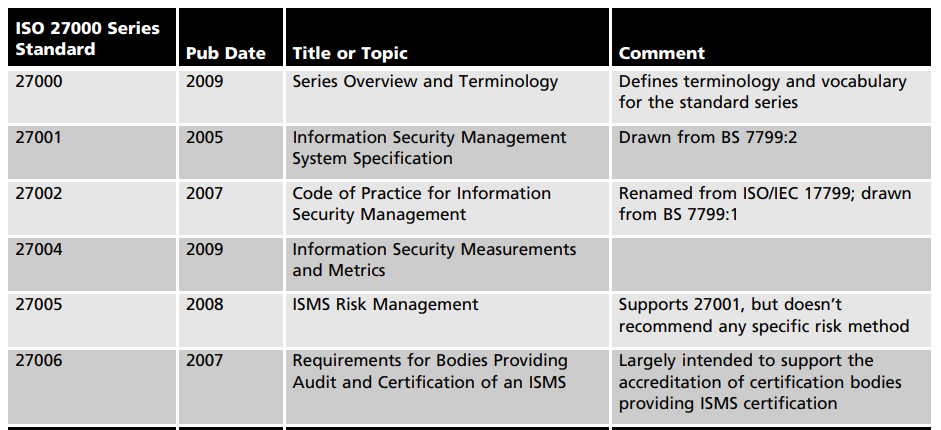 ISO 27000 Series
Standard
Pub Date
Title or Topic
Comment
27000
2009
Series Overview and Terminology
Defines terminology and vocabulary
for the standard series
27001
2005
Information Security Management
System Specification
Drawn from BS 7799:2
27002
2007
Code of Practice for Information
Security Management
Renamed from ISO/IEC 17799; drawn
from BS 7799:1
27004
2009
Information Security Measurements
and Metrics
27005
2008
ISMS Risk Management
Supports 27001, but doesn’t
recommend any specific risk method
27006
2007
Requirements for Bodies Providing
Audit and Certification of an ISMS
Largely intended to support the
accreditation of certification bodies
providing ISMS certification